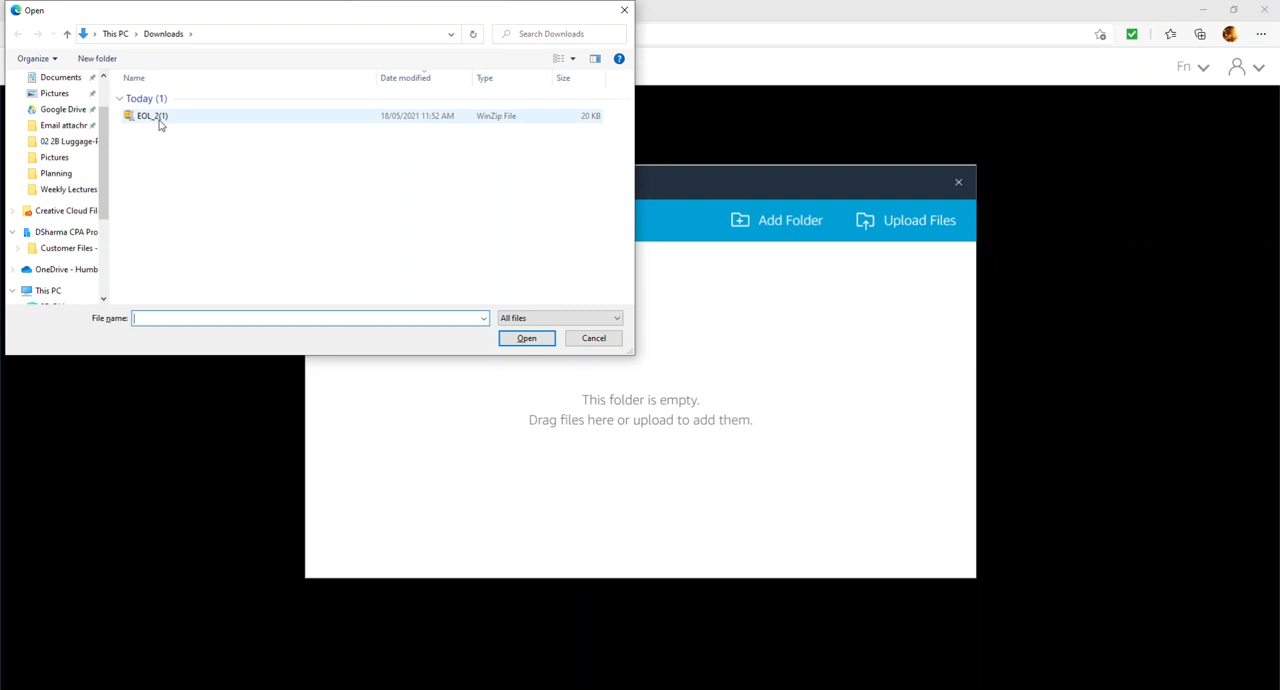 Open
This PC
Downloads
Search Downloads
Organize
New folder
Name
Date modified
Type
Size
Today (1)
EOL_2(1)
18/05/2021 11:52 AM
WinZip File
20 KB
Documents
Pictures
Google Drive
Email attachr
02 2B Luggage-F
Pictures
Planning
Weekly Lectures
Creative Cloud Fil
DSharma CPA Pro
Customer Files -
OneDrive - Humb
This PC
File name:
All files
Open
Cancel
Fn
Add Folder
Upload Files
This folder is empty.
Drag files here or upload to add them.